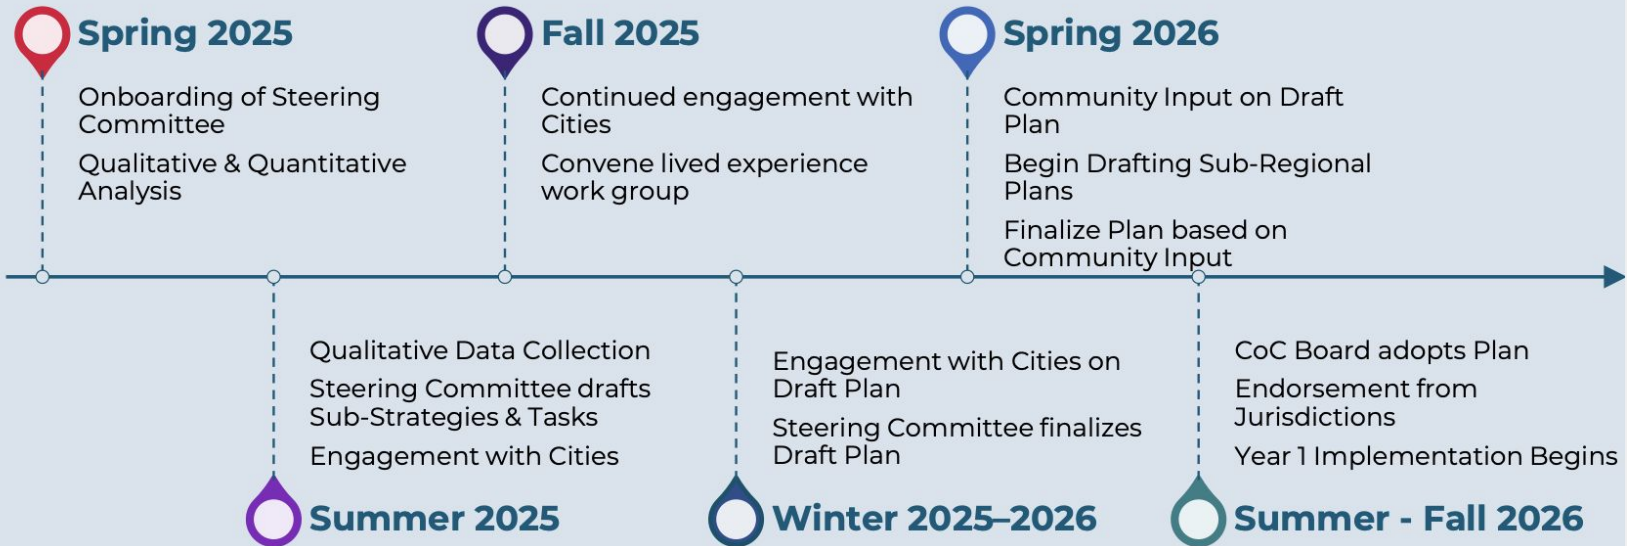 Spring 2025
Onboarding of Steering
Committee
Qualitative & Quantitative
Analysis
Fall 2025
Continued engagement with
Cities
Convene lived experience
work group
Spring 2026
Community Input on Draft
Plan
Begin Drafting Sub-Regional
Plans
Finalize Plan based on
Community Input
Qualitative Data Collection
Steering Committee drafts
Sub-Strategies & Tasks
Engagement with Cities
Summer 2025
Engagement with Cities on
Draft Plan
Steering Committee finalizes
Draft Plan
Winter 2025–2026
CoC Board adopts Plan
Endorsement from
Jurisdictions
Year 1 Implementation Begins
Summer - Fall 2026